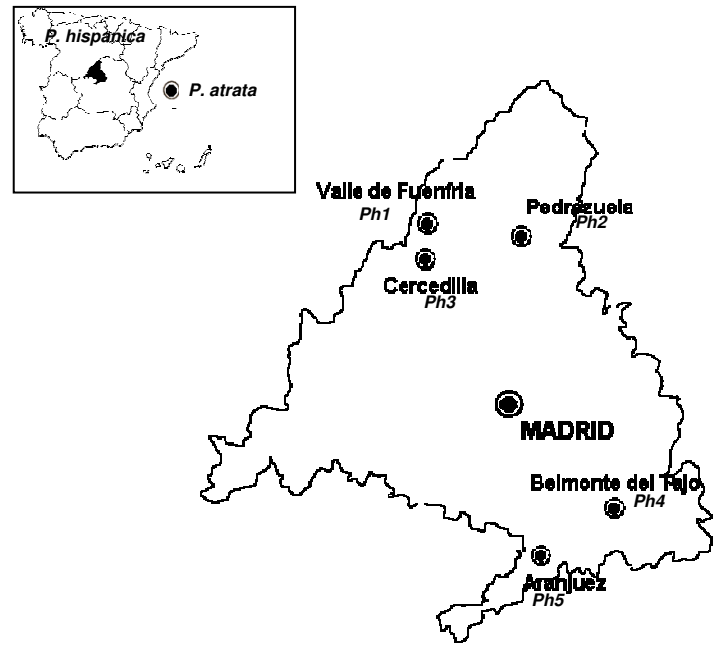 P. hispanica
P. atrata
Valle de Fuenfria
Ph1
Pedrezuela
Ph2
Cercedilla
Ph3
MADRID
Belmonte del Tajo
Ph4
Aranjuez
Ph5